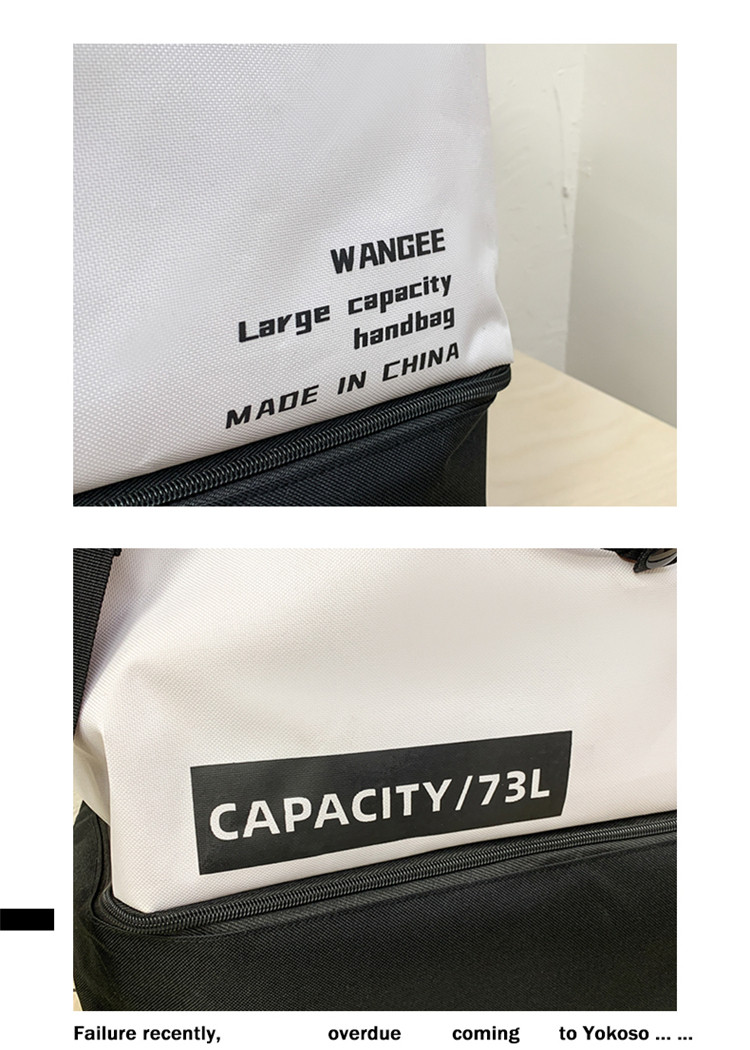 WANGEE
Large capacity
handbag
MADE IN CHINA
CAPACITY/73L
Failure recently, overdue coming to Yokoso ... ...